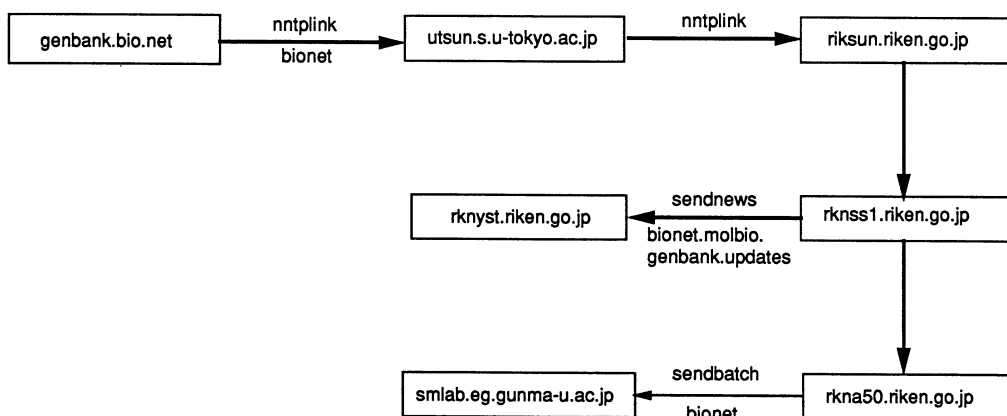 genbank.bio.net
nntplink
bionet
utsun.s.u-tokyo.ac.jp
nntplink
riksun.riken.go.jp
rknyst.riken.go.jp
sendnews
bionet.molbio.
genbank.updates
rknss1.riken.go.jp
smlab.eg.gunma-u.ac.jp
sendbatch
bionet
rkna50.riken.go.jp